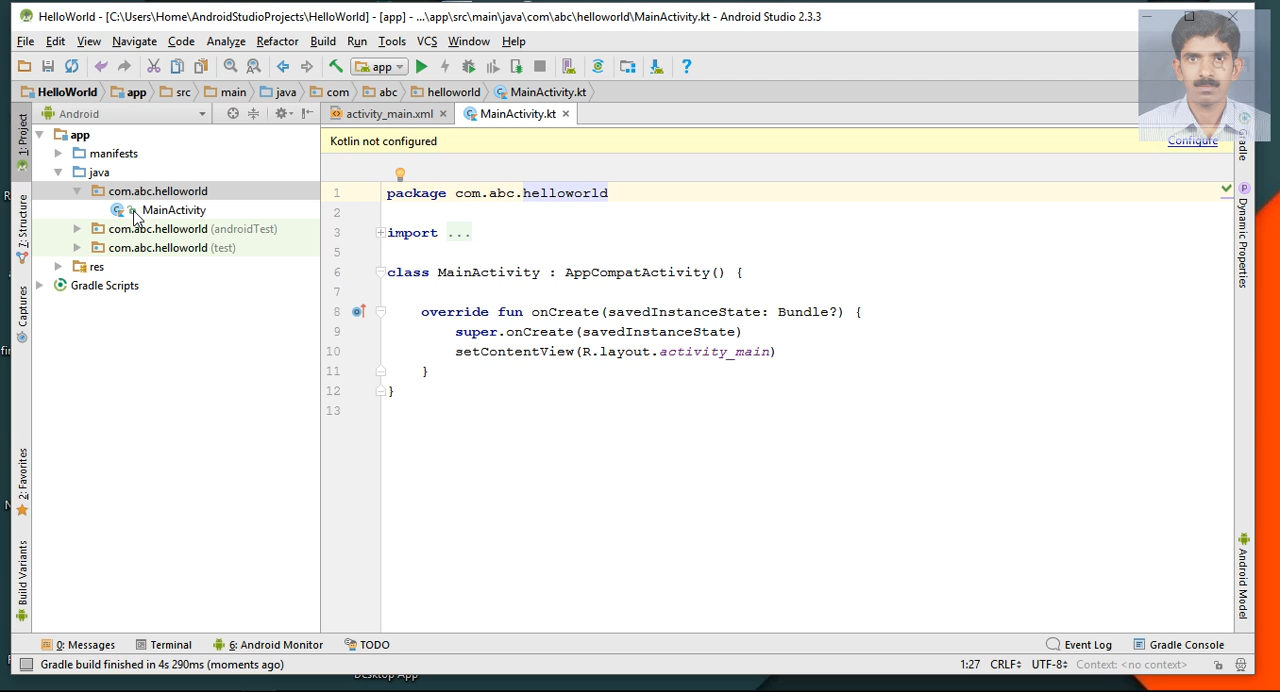 HelloWorld - [C:\Users\Home\AndroidStudioProjects\HelloWorld] - [app] - ...\app\src\main\java\com\abc\helloworld\MainActivity.kt - Android Studio 2.3.3
File Edit View Navigate Code Analyze Refactor Build Run Tools VCS Window Help
app
HelloWorld app src main java com abc helloworld MainActivity.kt
Android
activity_main.xml
MainActivity.kt
1: Project
7: Structure
Captures
2: Favorites
Build Variants
app
manifests
java
com.abc.helloworld
MainActivity
com.abc.helloworld (androidTest)
com.abc.helloworld (test)
res
Gradle Scripts
Kotlin not configured
Configure
1 package com.abc.helloworld
2
3 import ...
5
6 class MainActivity : AppCompatActivity() {
7
8 override fun onCreate(savedInstanceState: Bundle?) {
9 super.onCreate(savedInstanceState)
10 setContentView(R.layout.activity_main)
11 }
12 }
13
Gradle
Dynamic Properties
Android Model
0: Messages Terminal 6: Android Monitor TODO Event Log Gradle Console
Gradle build finished in 4s 290ms (moments ago) 1:27 CRLF UTF-8 Context: <no context>
Desktop App